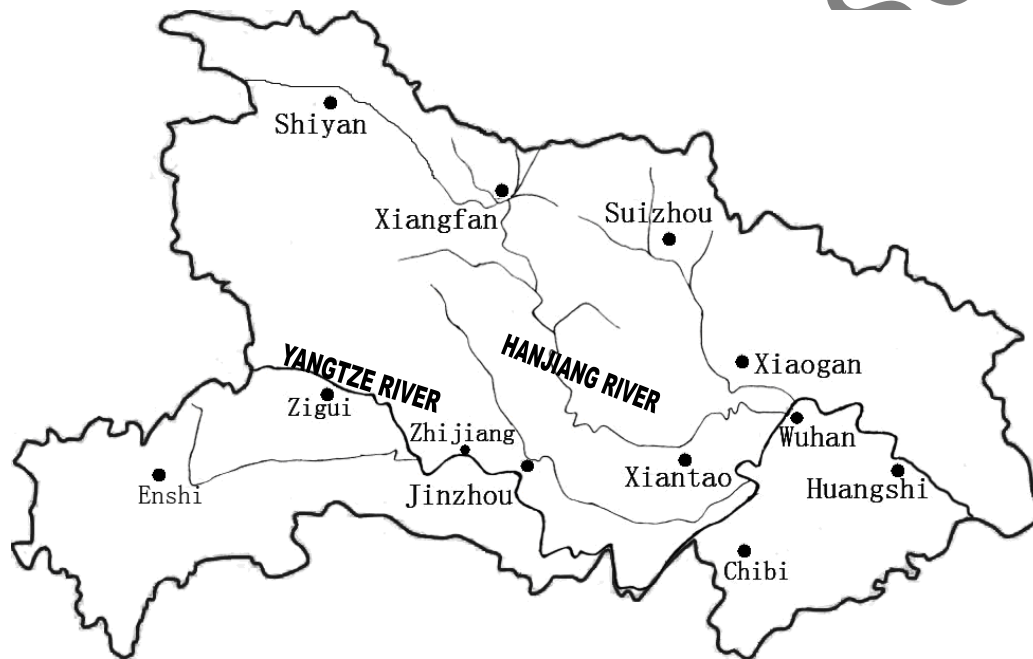 Shiyan
Xiangfan
Suizhou
YANGTZE RIVER
HANJIANG RIVER
Xiaogan
Zigui
Zhijiang
Wuhan
Enshi
Jinzhou
Xiantao
Huangshi
Chibi